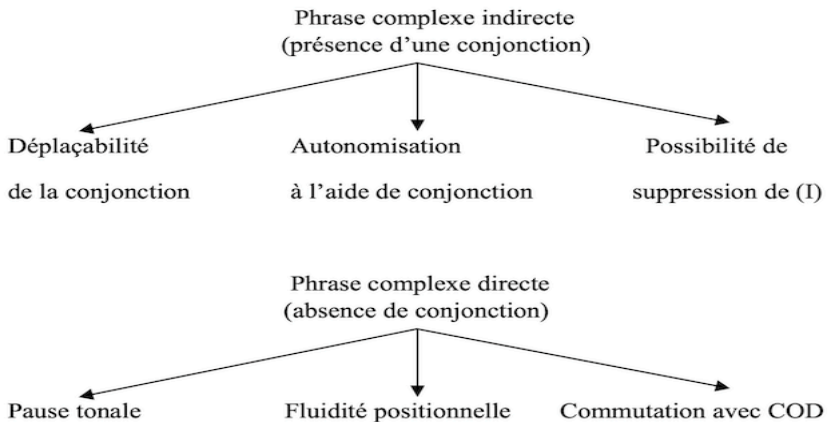 Phrase complexe indirecte
(présence d'une conjonction)
Déplaçabilité Autonomisation Possibilité de
de la conjonction à l'aide de conjonction suppression de (I)
Phrase complexe directe
(absence de conjonction)
Pause tonale Fluidité positionnelle Commutation avec COD